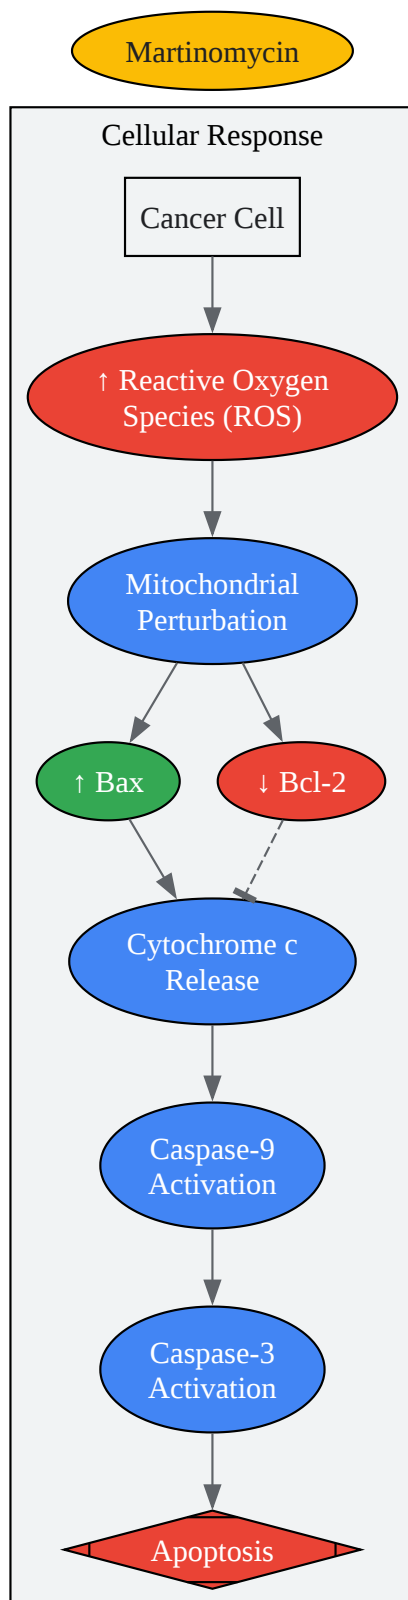 Martinomycin
Cellular Response
Cancer Cell
↑ Reactive Oxygen
Species (ROS)
Mitochondrial
Perturbation
↑ Bax
↓ Bcl-2
Cytochrome c
Release
Caspase-9
Activation
Caspase-3
Activation
Apoptosis